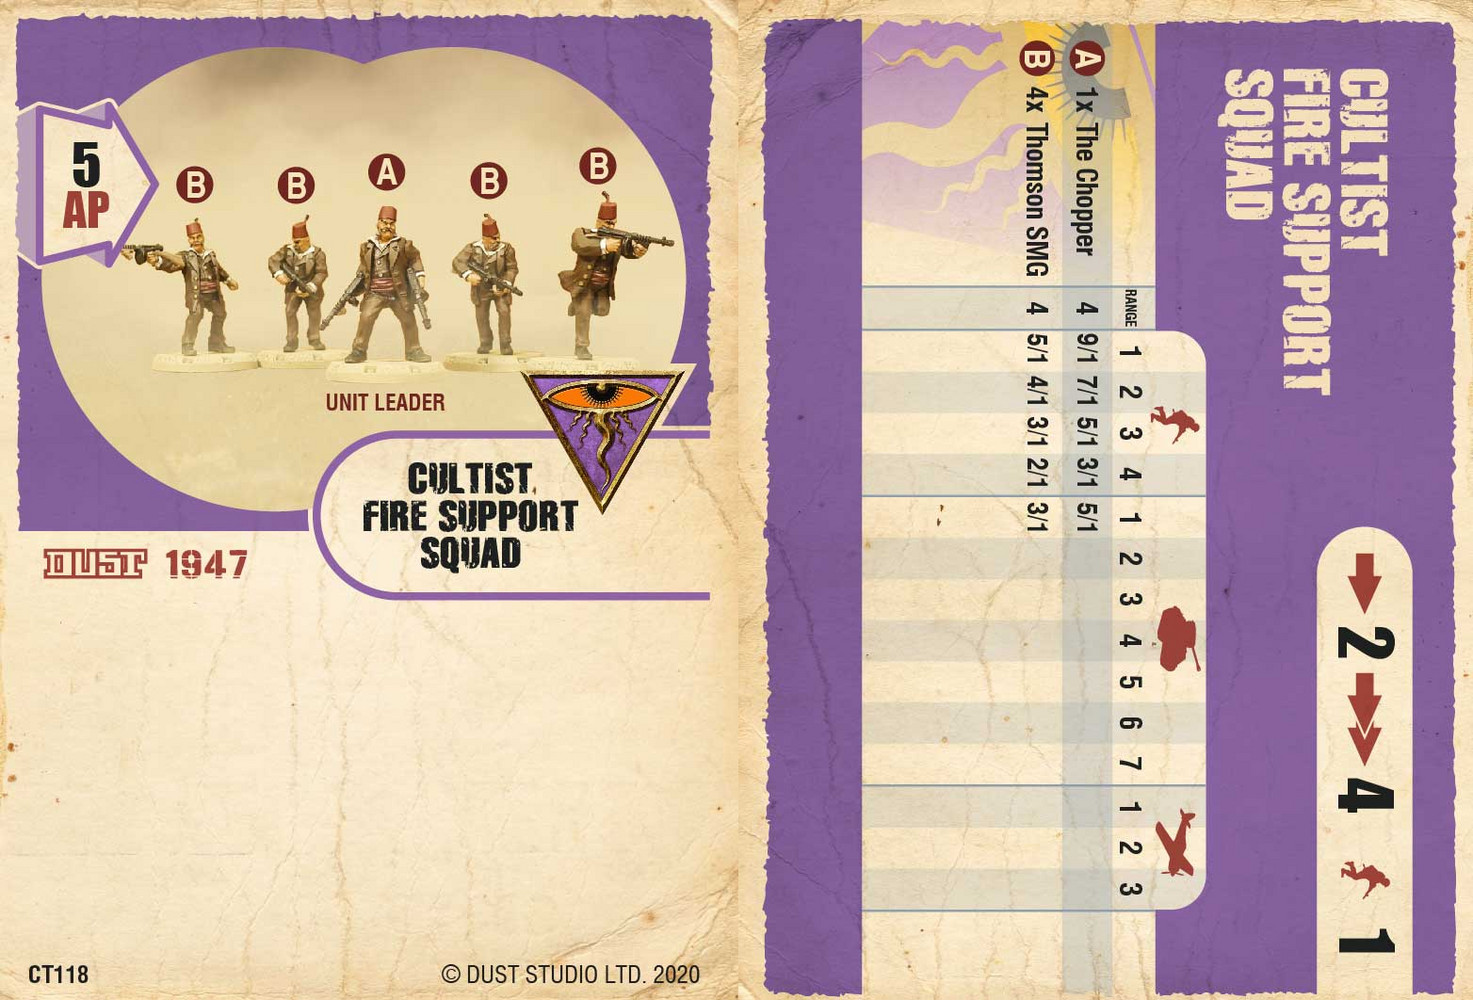 5
AP
B
B
A
B
B
UNIT LEADER
CULTIST
FIRE SUPPORT
SQUAD
DUST 1947
CT118
© DUST STUDIO LTD. 2020
CULTIST
FIRE SUPPORT
SQUAD
2 4 1
RANGE 1 2 3 4 1 2 3 4 5 6 7 1 2 3
A 1x The Chopper 4 9/1 7/1 5/1 3/1 5/1
B 4x Thomson SMG 4 5/1 4/1 3/1 2/1 3/1